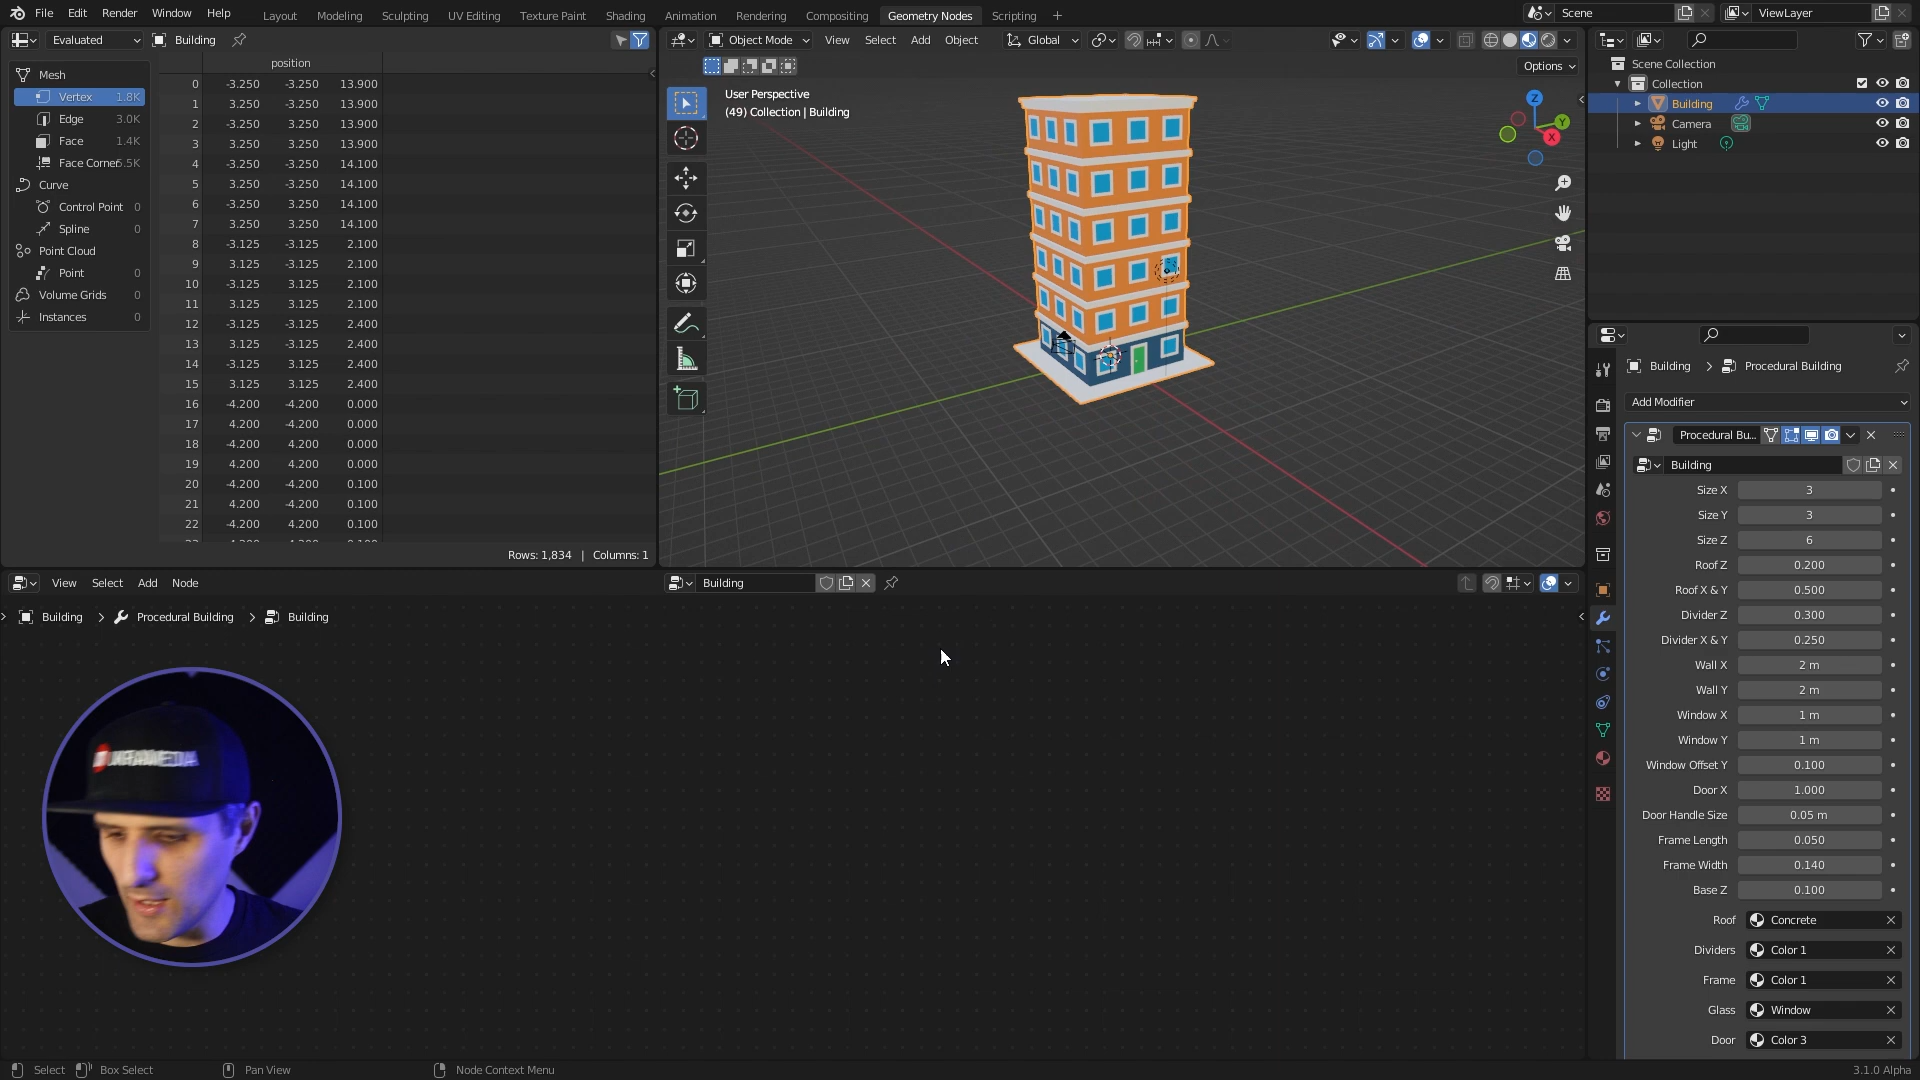 File Edit Render Window Help Layout Modeling Sculpting UV Editing Texture Paint Shading Animation Rendering Compositing Geometry Nodes Scripting + Scene ViewLayer
Evaluated Building
Object Mode View Select Add Object Global
Options
position
Mesh
Vertex 1.8K
Edge 3.0K
Face 1.4K
Face Corner 5.5K
Curve
Control Point 0
Spline 0
Point Cloud
Point 0
Volume Grids 0
Instances 0
0 -3.250 -3.250 13.900
1 3.250 -3.250 13.900
2 -3.250 3.250 13.900
3 3.250 3.250 13.900
4 -3.250 -3.250 14.100
5 3.250 -3.250 14.100
6 -3.250 3.250 14.100
7 3.250 3.250 14.100
8 -3.125 -3.125 2.100
9 3.125 -3.125 2.100
10 -3.125 3.125 2.100
11 3.125 3.125 2.100
12 -3.125 -3.125 2.400
13 3.125 -3.125 2.400
14 -3.125 3.125 2.400
15 3.125 3.125 2.400
16 -4.200 -4.200 0.000
17 4.200 -4.200 0.000
18 -4.200 4.200 0.000
19 4.200 4.200 0.000
20 -4.200 -4.200 0.100
21 4.200 -4.200 0.100
22 -4.200 4.200 0.100
Rows: 1,834 | Columns: 1
User Perspective
(49) Collection | Building
Z
Y
X
Scene Collection
Collection
Building
Camera
Light
Building > Procedural Building
Add Modifier
Procedural Bu...
Building
Size X 3
Size Y 3
Size Z 6
Roof Z 0.200
Roof X & Y 0.500
Divider Z 0.300
Divider X & Y 0.250
Wall X 2 m
Wall Y 2 m
Window X 1 m
Window Y 1 m
Window Offset Y 0.100
Door X 1.000
Door Handle Size 0.05 m
Frame Length 0.050
Frame Width 0.140
Base Z 0.100
Roof Concrete
Dividers Color 1
Frame Color 1
Glass Window
Door Color 3
View Select Add Node Building
Building > Procedural Building > Building
Select Box Select Pan View Node Context Menu 3.1.0 Alpha